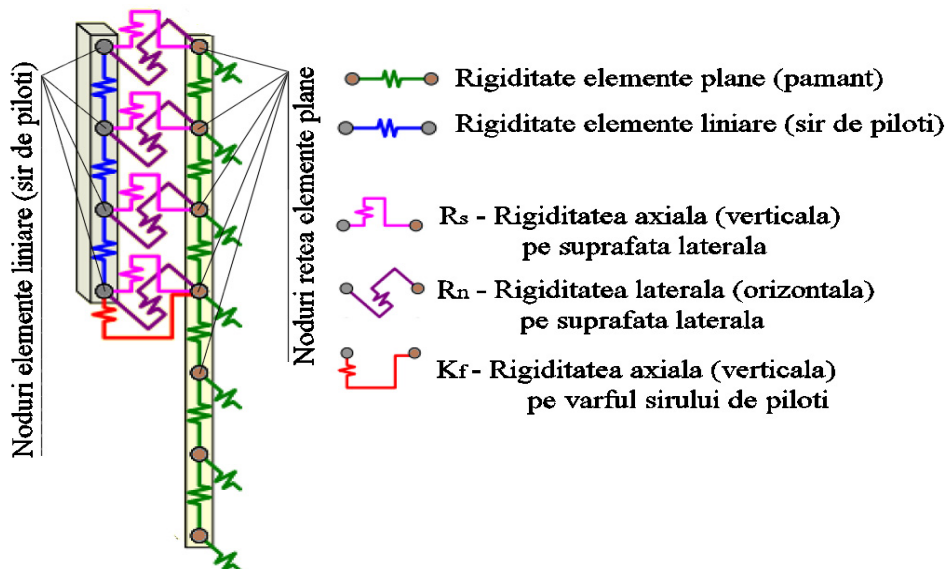 Noduri elemente liniare (sir de piloti)
Noduri retea elemente plane
Rigiditate elemente plane (pamant)
Rigiditate elemente liniare (sir de piloti)
Rs - Rigiditatea axiala (verticala)
pe suprafata laterala
Rn - Rigiditatea laterala (orizontala)
pe suprafata laterala
Kf - Rigiditatea axiala (verticala)
pe varful sirului de piloti